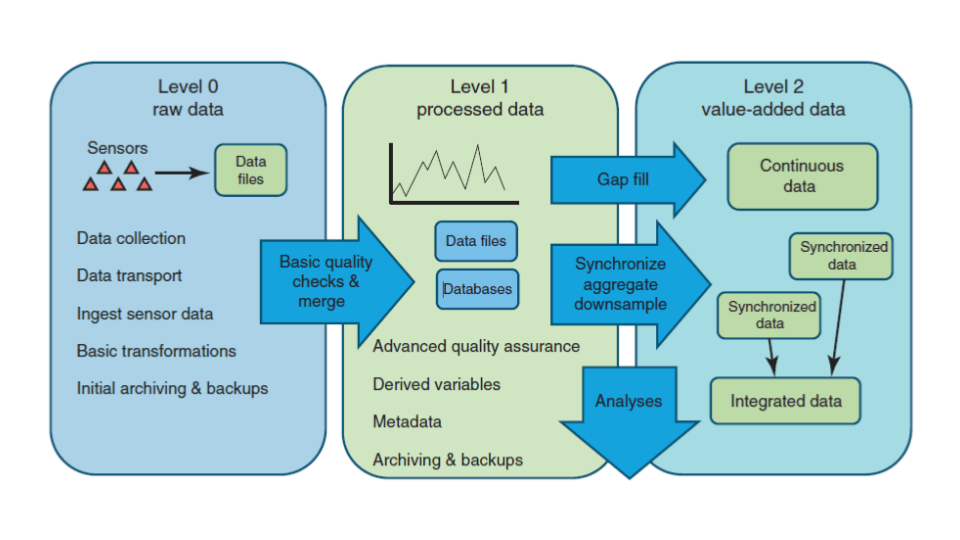 Level 0
raw data
Sensors
Data
files
Data collection
Data transport
Ingest sensor data
Basic transformations
Initial archiving & backups
Basic quality
checks &
merge
Level 1
processed data
Data files
Databases
Advanced quality assurance
Derived variables
Metadata
Archiving & backups
Gap fill
Synchronize
aggregate
downsample
Analyses
Level 2
value-added data
Continuous
data
Synchronized
data
Synchronized
data
Integrated data